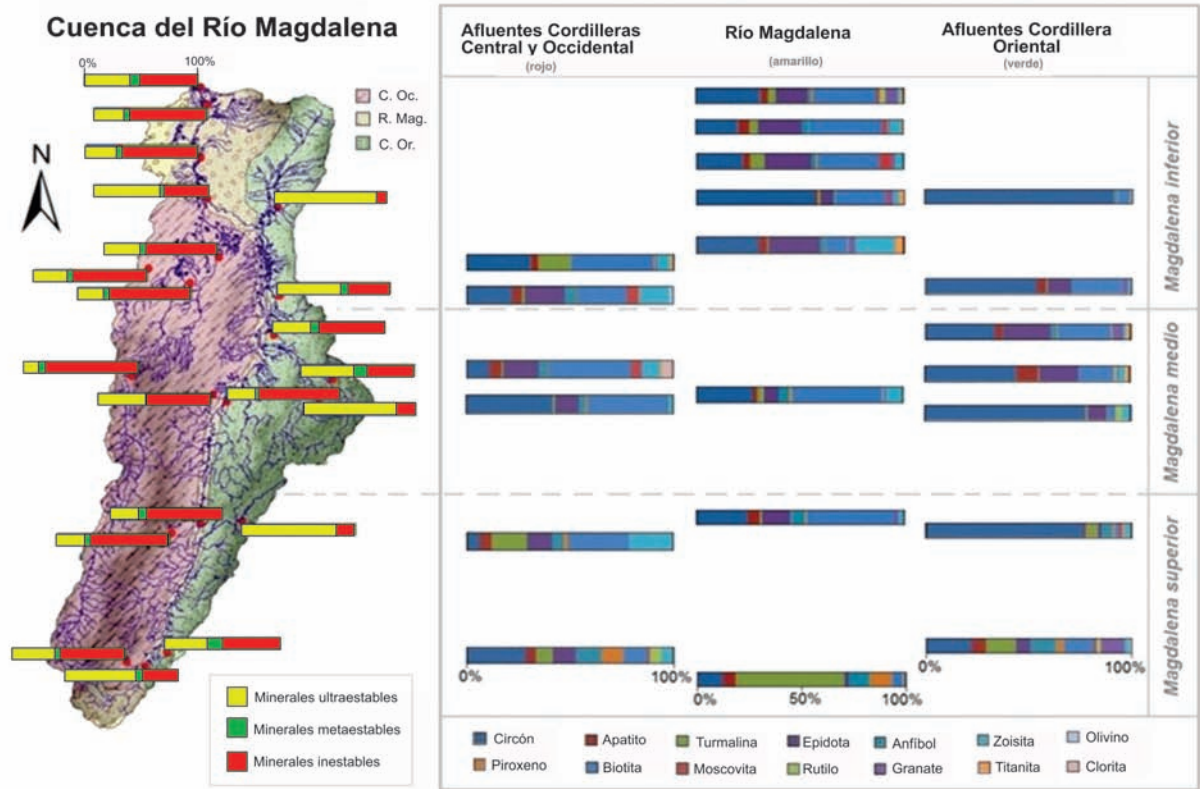 Cuenca del Río Magdalena
0% 100%
C. Oc.
R. Mag.
C. Or.
N
Minerales ultraestables
Minerales metaestables
Minerales inestables
Afluentes Cordilleras
Central y Occidental
(rojo)
Río Magdalena
(amarillo)
Afluentes Cordillera
Oriental
(verde)
Magdalena inferior
Magdalena medio
Magdalena superior
0% 100%
0% 50% 100%
0% 100%
Circón Apatito Turmalina Epidota Anfíbol Zoisita Olivino
Piroxeno Biotita Moscovita Rutilo Granate Titanita Clorita